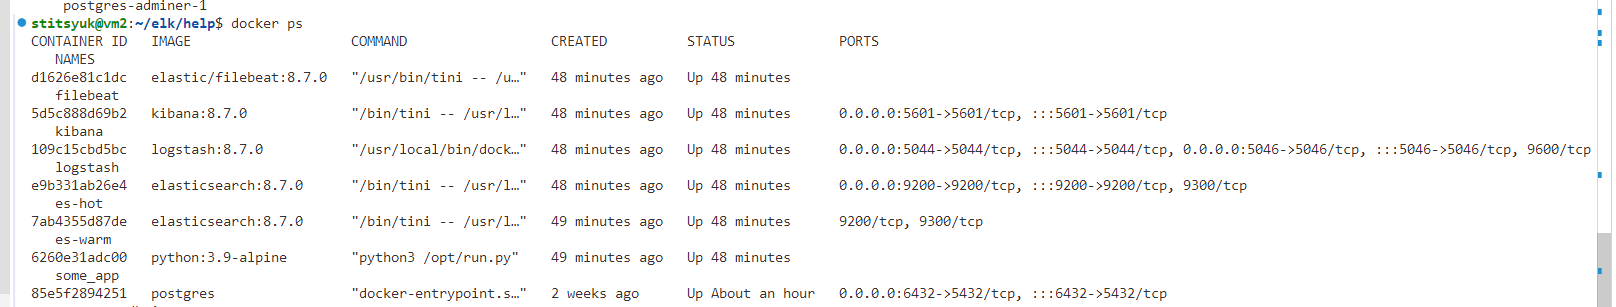 postgres-adminer-1
stitsyuk@vm2:~/elk/help$ docker ps
CONTAINER ID   IMAGE                    COMMAND                  CREATED          STATUS            PORTS
   NAMES
d1626e81c1dc   elastic/filebeat:8.7.0   "/usr/bin/tini -- /u…"   48 minutes ago   Up 48 minutes
   filebeat
5d5c888d69b2   kibana:8.7.0             "/bin/tini -- /usr/l…"   48 minutes ago   Up 48 minutes     0.0.0.0:5601->5601/tcp, :::5601->5601/tcp
   kibana
109c15cbd5bc   logstash:8.7.0           "/usr/local/bin/dock…"   48 minutes ago   Up 48 minutes     0.0.0.0:5044->5044/tcp, :::5044->5044/tcp, 0.0.0.0:5046->5046/tcp, :::5046->5046/tcp, 9600/tcp
   logstash
e9b331ab26e4   elasticsearch:8.7.0      "/bin/tini -- /usr/l…"   48 minutes ago   Up 48 minutes     0.0.0.0:9200->9200/tcp, :::9200->9200/tcp, 9300/tcp
   es-hot
7ab4355d87de   elasticsearch:8.7.0      "/bin/tini -- /usr/l…"   49 minutes ago   Up 48 minutes     9200/tcp, 9300/tcp
   es-warm
6260e31adc00   python:3.9-alpine        "python3 /opt/run.py"    49 minutes ago   Up 48 minutes
   some_app
85e5f2894251   postgres                 "docker-entrypoint.s…"   2 weeks ago      Up About an hour  0.0.0.0:6432->5432/tcp, :::6432->5432/tcp